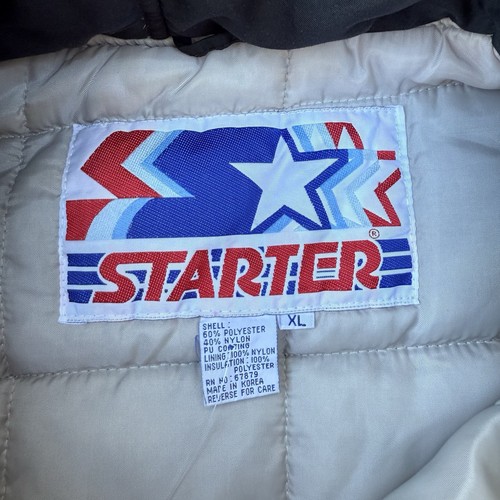 STARTER®
XL
SHELL:
60% POLYESTER
40% NYLON
PU COATING
LINING: 100% NYLON
INSULATION: 100%
POLYESTER
RN NO: 67879
MADE IN KOREA
REVERSE FOR CARE